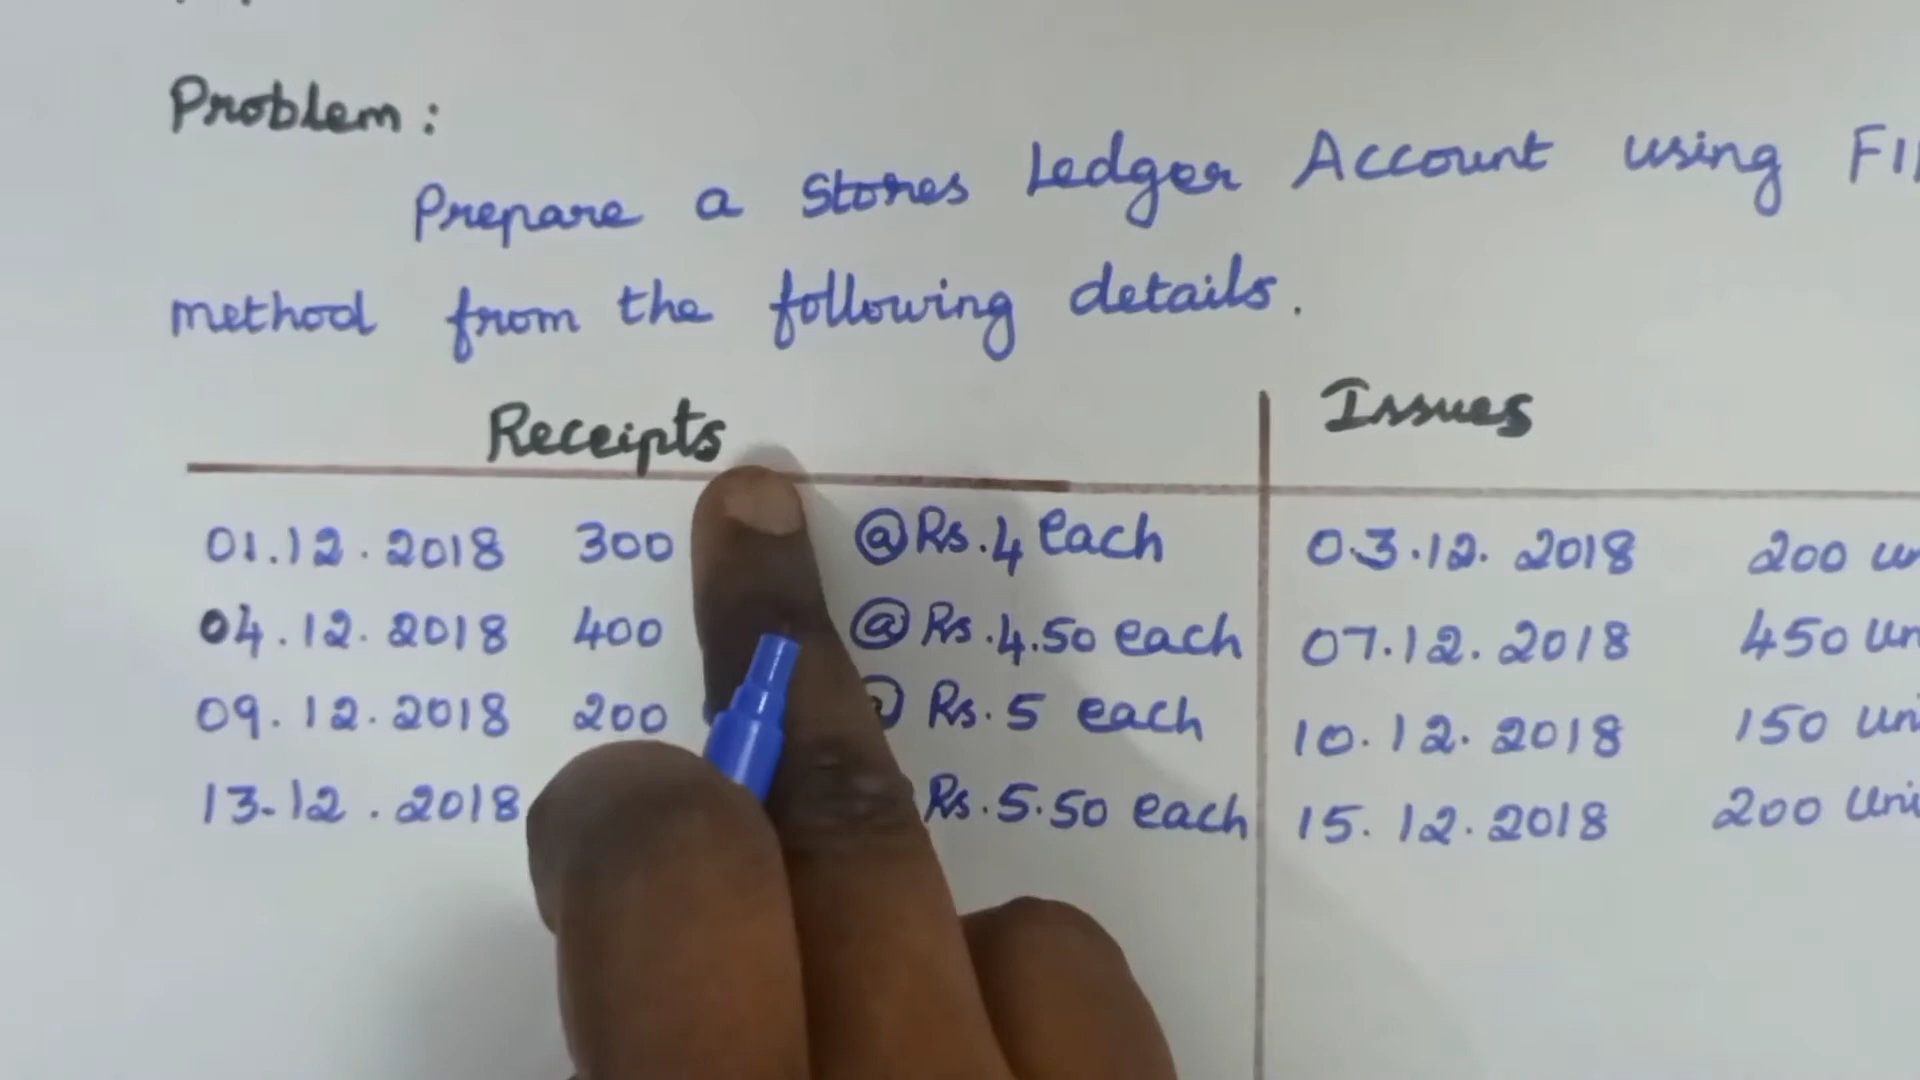 Problem:
Prepare a Stores Ledger Account using
method from the following details.
Receipts Issues
01.12.2018 300 @Rs.4 each 03.12.2018 200
04.12.2018 400 @Rs.4.50 each 07.12.2018 450
09.12.2018 200 Rs.5 each 10.12.2018 150
13-12.2018 Rs.5.50 each 15.12.2018 200